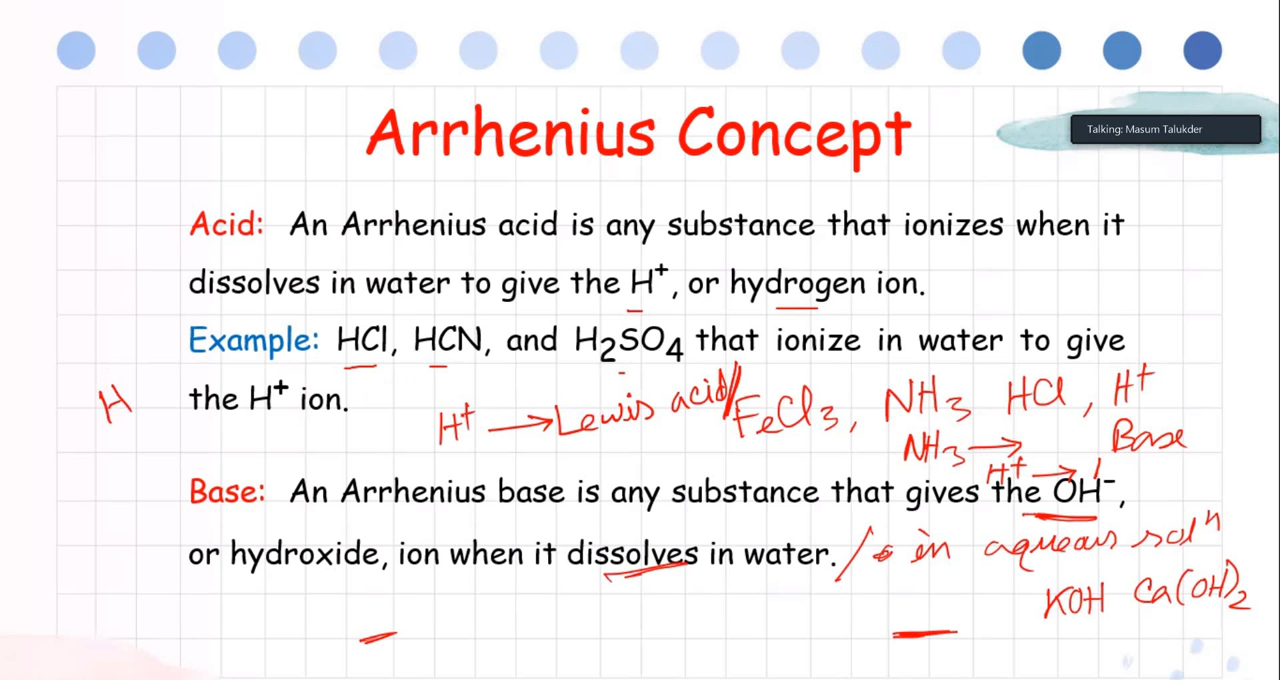 Talking: Masum Talukder
Arrhenius Concept
Acid: An Arrhenius acid is any substance that ionizes when it
dissolves in water to give the H⁺, or hydrogen ion.
Example: HCl, HCN, and H₂SO₄ that ionize in water to give
the H⁺ ion.
H
H⁺ → Lewis acid/ FeCl₃, NH₃ HCl, H⁺
NH₃ → Base
H⁺ →
Base: An Arrhenius base is any substance that gives the OH⁻,
or hydroxide, ion when it dissolves in water. / in aqueous solⁿ
KOH Ca(OH)₂